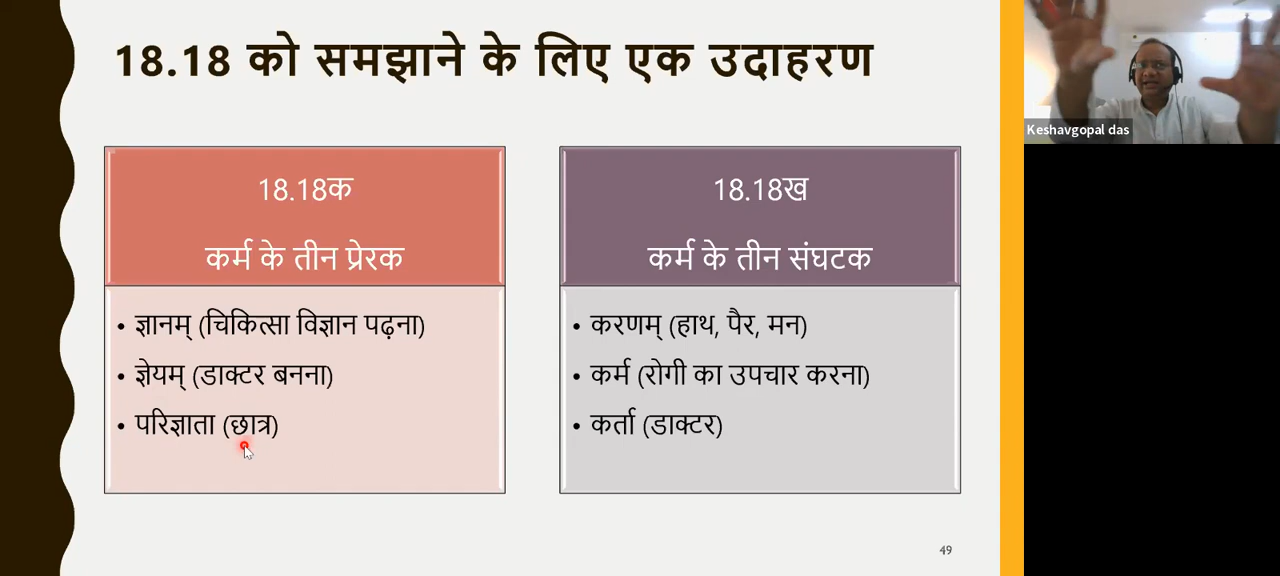 18.18 को समझाने के लिए एक उदाहरण
Keshavgopal das
18.18क
कर्म के तीन प्रेरक
• ज्ञानम् (चिकित्सा विज्ञान पढ़ना)
• ज्ञेयम् (डाक्टर बनना)
• परिज्ञाता (छात्र)
18.18ख
कर्म के तीन संघटक
• करणम् (हाथ, पैर, मन)
• कर्म (रोगी का उपचार करना)
• कर्ता (डाक्टर)
49